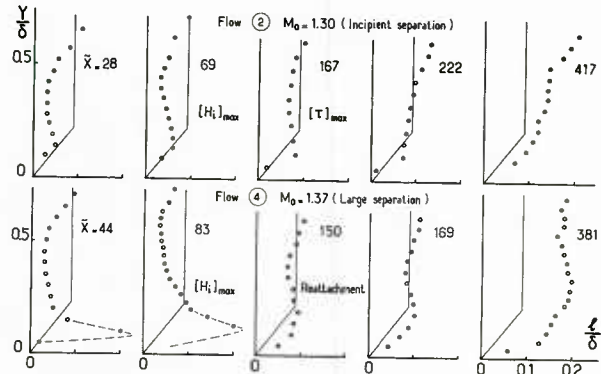 Y/δ
Flow ② M₀ = 1.30 ( Incipient separation )
0.5
X̃ = 28
69
167
222
417
[Hi]max
[τ]max
0
Flow ④ M₀ = 1.37 ( Large separation )
0.5
X̃ = 44
83
150
169
381
[Hi]max
Reattachment
ℓ/δ
0
0 0 0 0 0 0.1 0.2